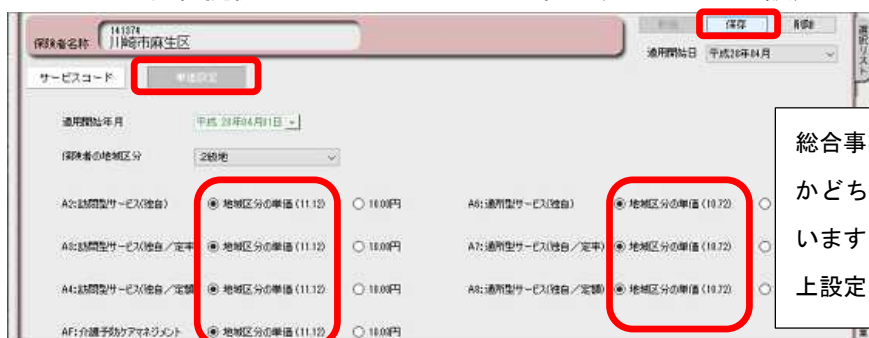 141374
保険者名称 川崎市麻生区
保存 削除
適用開始日 平成28年04月
選択リスト
サービスコード 単価設定
適用開始年月 平成 28年04月01日
保険者の地域区分 2級地
A2:訪問型サービス(独自) 地域区分の単価(11.12) 10.00円 A6:通所型サービス(独自) 地域区分の単価(10.72)
A3:訪問型サービス(独自/定率) 地域区分の単価(11.12) 10.00円 A7:通所型サービス(独自/定率) 地域区分の単価(10.72)
A4:訪問型サービス(独自/定額) 地域区分の単価(11.12) 10.00円 A8:通所型サービス(独自/定額) 地域区分の単価(10.72)
AF:介護予防ケアマネジメント 地域区分の単価(11.12) 10.00円
総合事
かどち
います
上設定